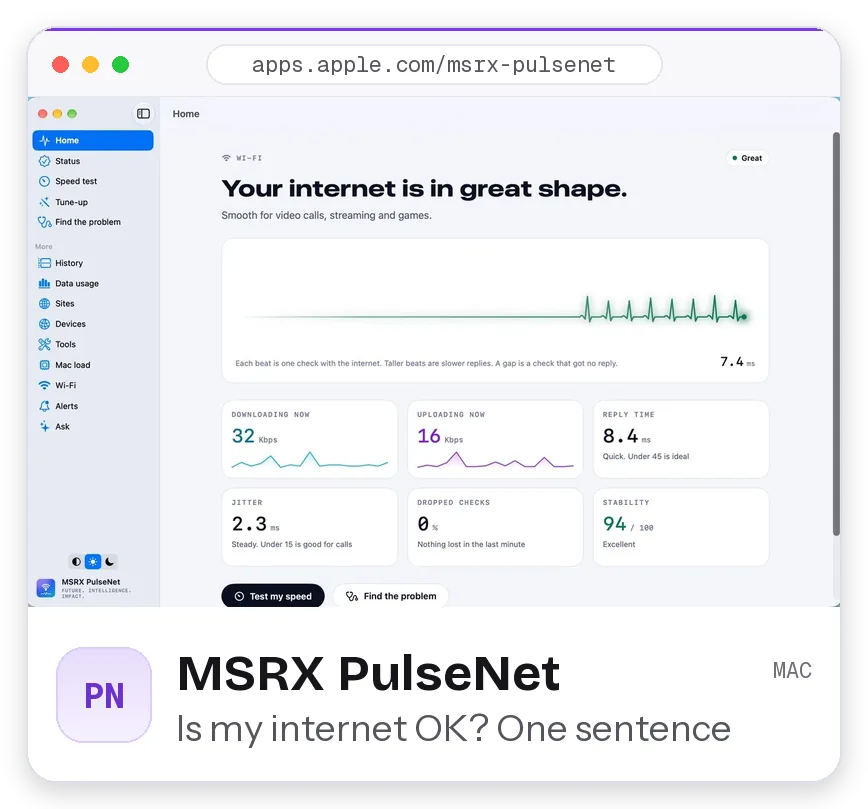 apps.apple.com/msrx-pulsenet
Home
Home
Status
Speed test
Tune-up
Find the problem
More
History
Data usage
Sites
Devices
Tools
Mac load
Wi-Fi
Alerts
Ask
MSRX PulseNet
FUTURE. INTELLIGENCE.
IMPACT.
WI-FI
Great
Your internet is in great shape.
Smooth for video calls, streaming and games.
Each beat is one check with the internet. Taller beats are slower replies. A gap is a check that got no reply.
7.4 ms
DOWNLOADING NOW
32 Kbps
UPLOADING NOW
16 Kbps
REPLY TIME
8.4 ms
Quick. Under 45 is ideal
JITTER
2.3 ms
Steady. Under 15 is good for calls
DROPPED CHECKS
0 %
Nothing lost in the last minute
STABILITY
94 / 100
Excellent
Test my speed
Find the problem
PN
MSRX PulseNet
MAC
Is my internet OK? One sentence